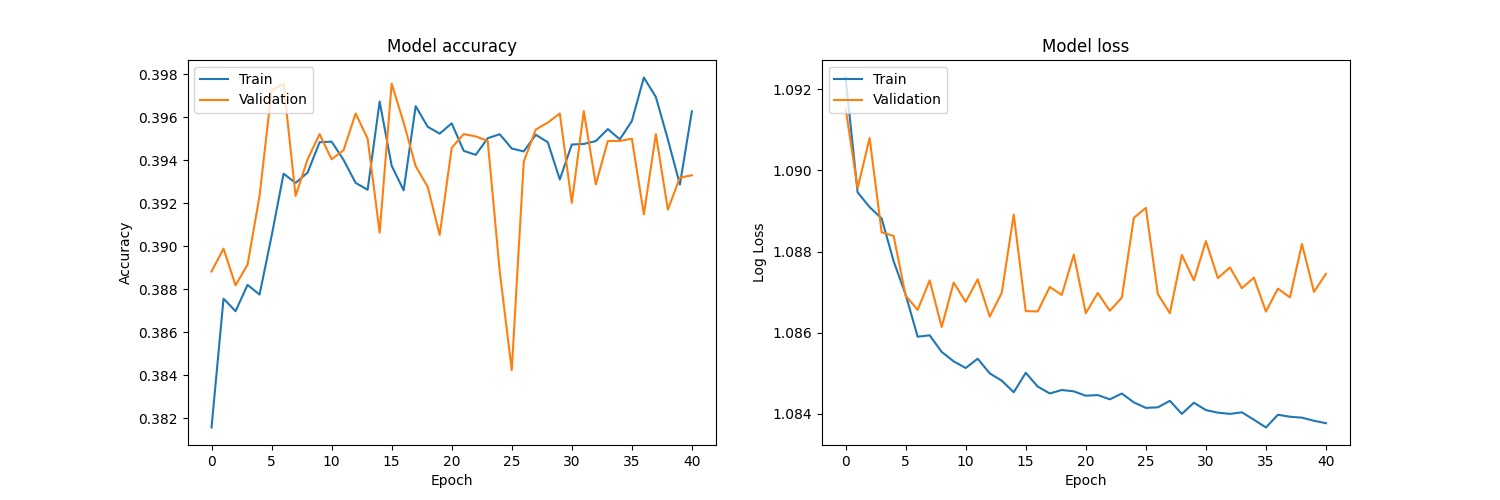 Model accuracy
Train
Validation
0.398
0.396
0.394
0.392
0.390
0.388
0.386
0.384
0.382
Accuracy
0 5 10 15 20 25 30 35 40
Epoch
Model loss
Train
Validation
1.092
1.090
1.088
1.086
1.084
Log Loss
0 5 10 15 20 25 30 35 40
Epoch